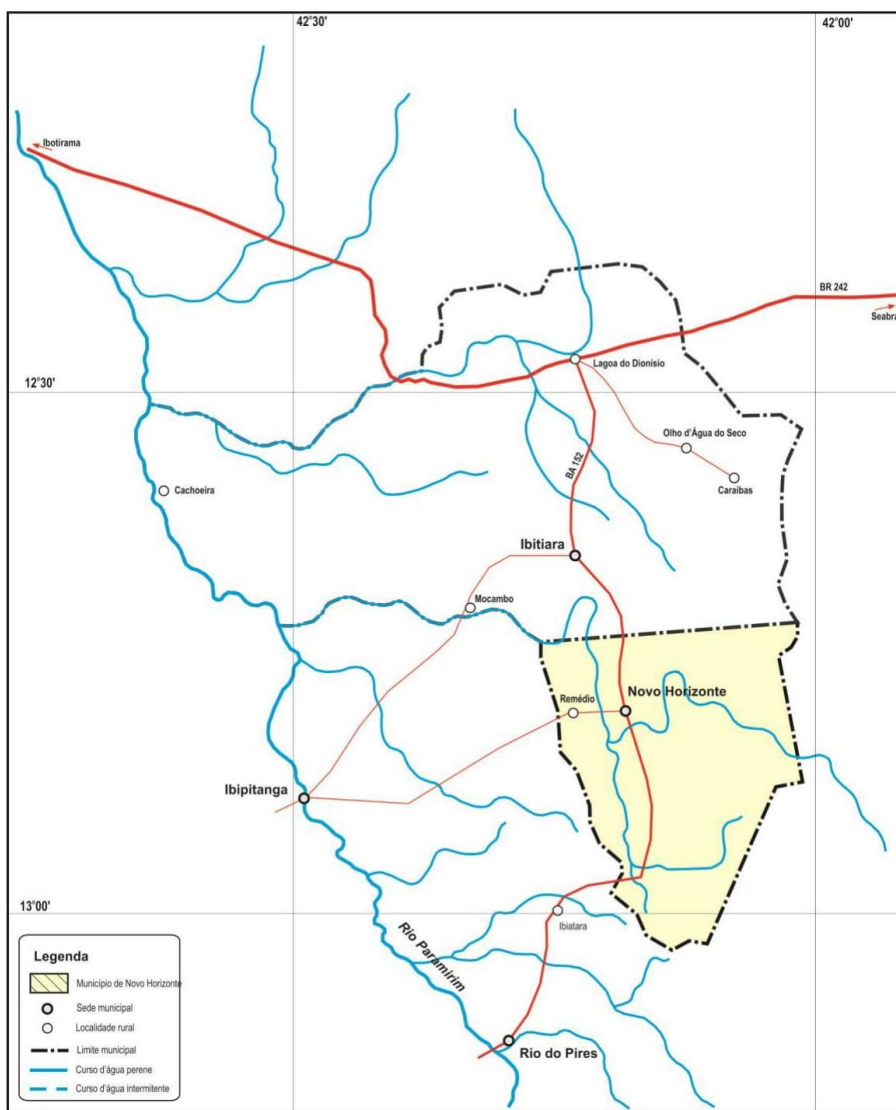 42°30'
42°00'
Ibotirama
BR 242
Seabra
Lagoa do Dionísio
12°30'
Olho d'Água do Seco
BA 152
Caraíbas
Cachoeira
Ibitiara
Mocambo
Novo Horizonte
Remédio
Ibipitanga
13°00'
Ibiatara
Rio Paramirim
Rio do Pires
Legenda
Município de Novo Horizonte
Sede municipal
Localidade rural
Limite municipal
Curso d'água perene
Curso d'água intermitente